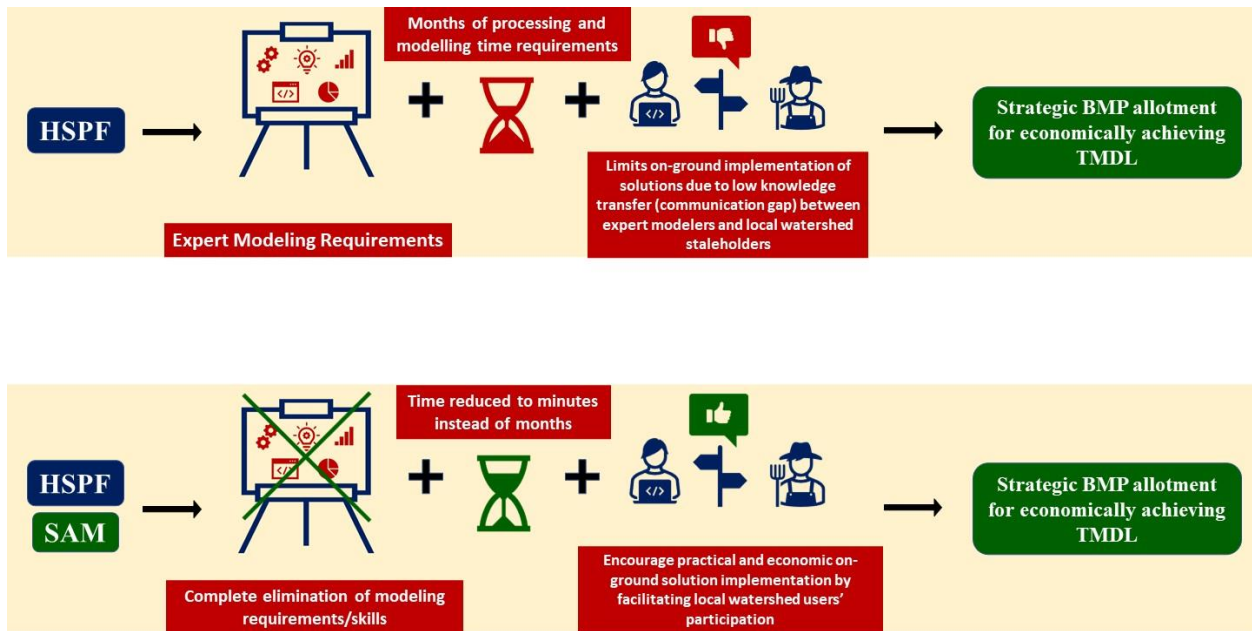 Months of processing and
modelling time requirements
HSPF
</>
</>
Strategic BMP allotment
for economically achieving
TMDL
Expert Modeling Requirements
Limits on-ground implementation of
solutions due to low knowledge
transfer (communication gap) between
expert modelers and local watershed
staleholders
Time reduced to minutes
instead of months
HSPF
SAM
</>
</>
Strategic BMP allotment
for economically achieving
TMDL
Complete elimination of modeling
requirements/skills
Encourage practical and economic on-
ground solution implementation by
facilitating local watershed users'
participation